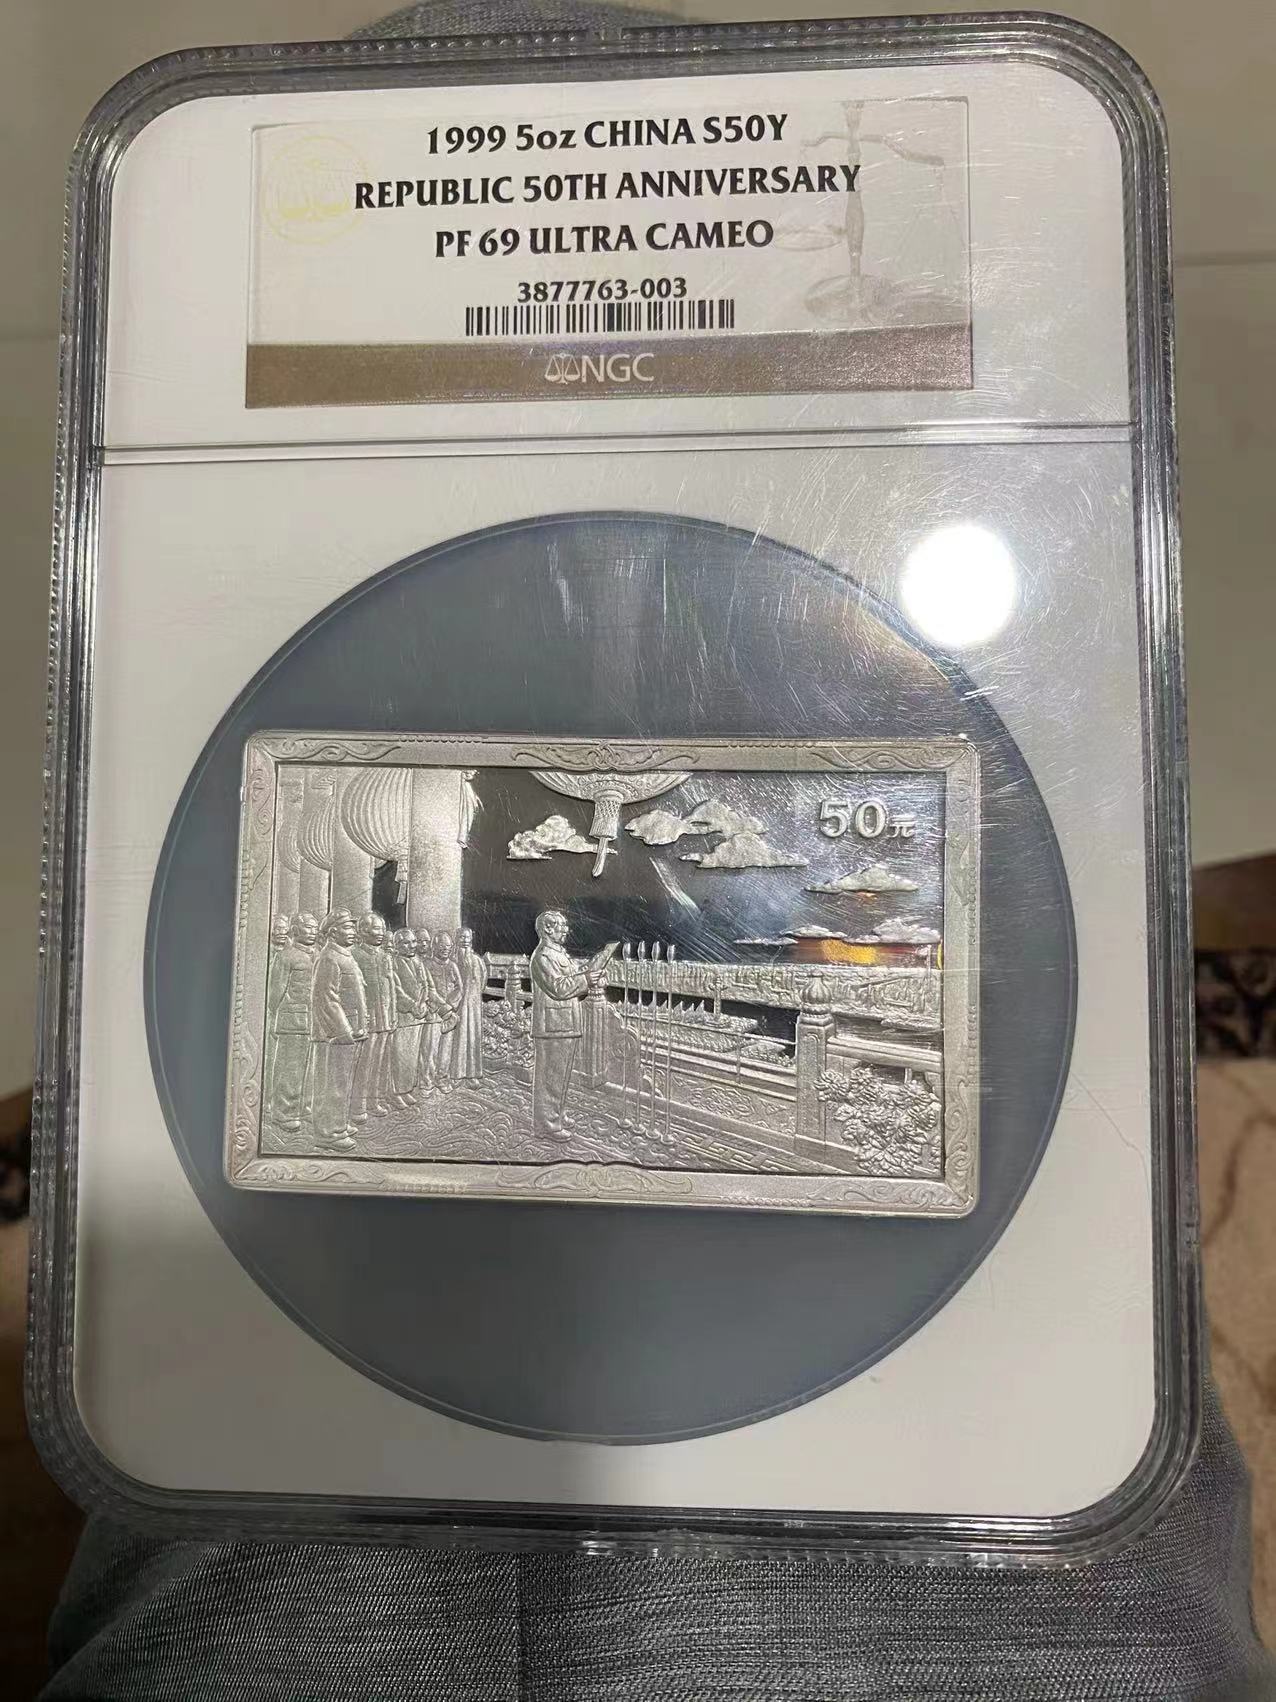 1999 5oz CHINA S50Y
REPUBLIC 50TH ANNIVERSARY
PF 69 ULTRA CAMEO
3877763-003
NGC
50元